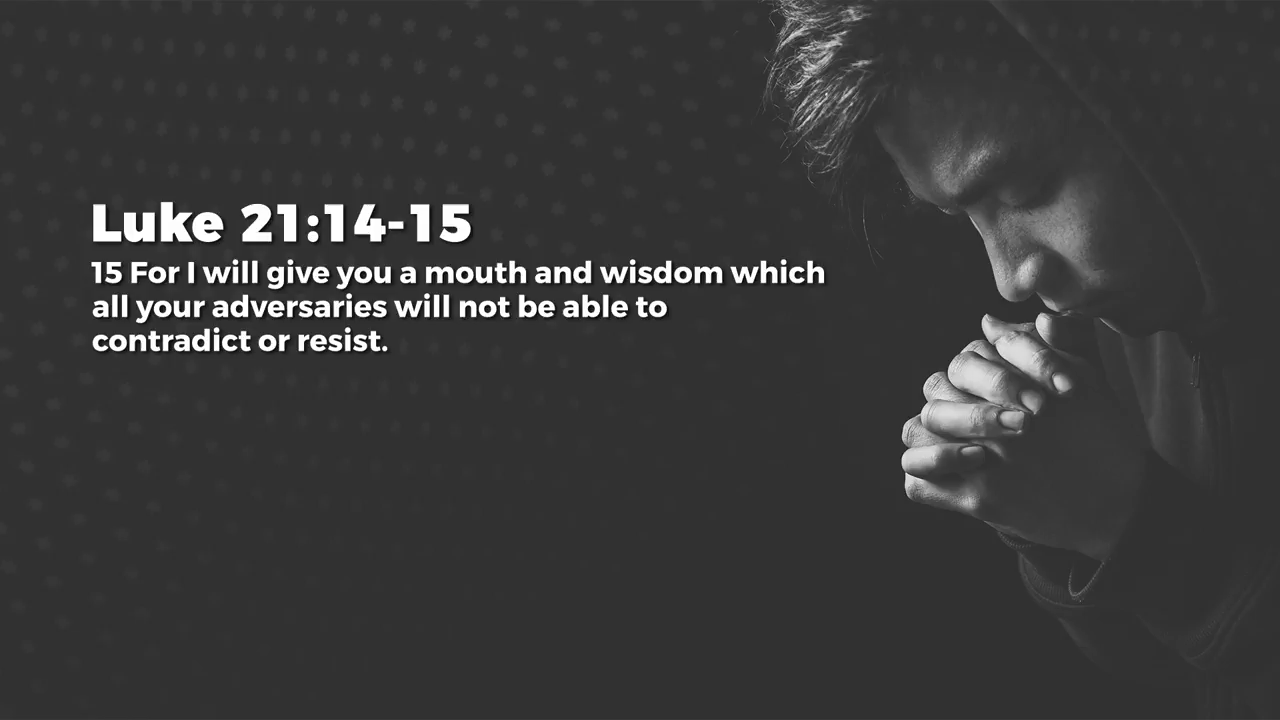 Luke 21:14-15
15 For I will give you a mouth and wisdom which
all your adversaries will not be able to
contradict or resist.